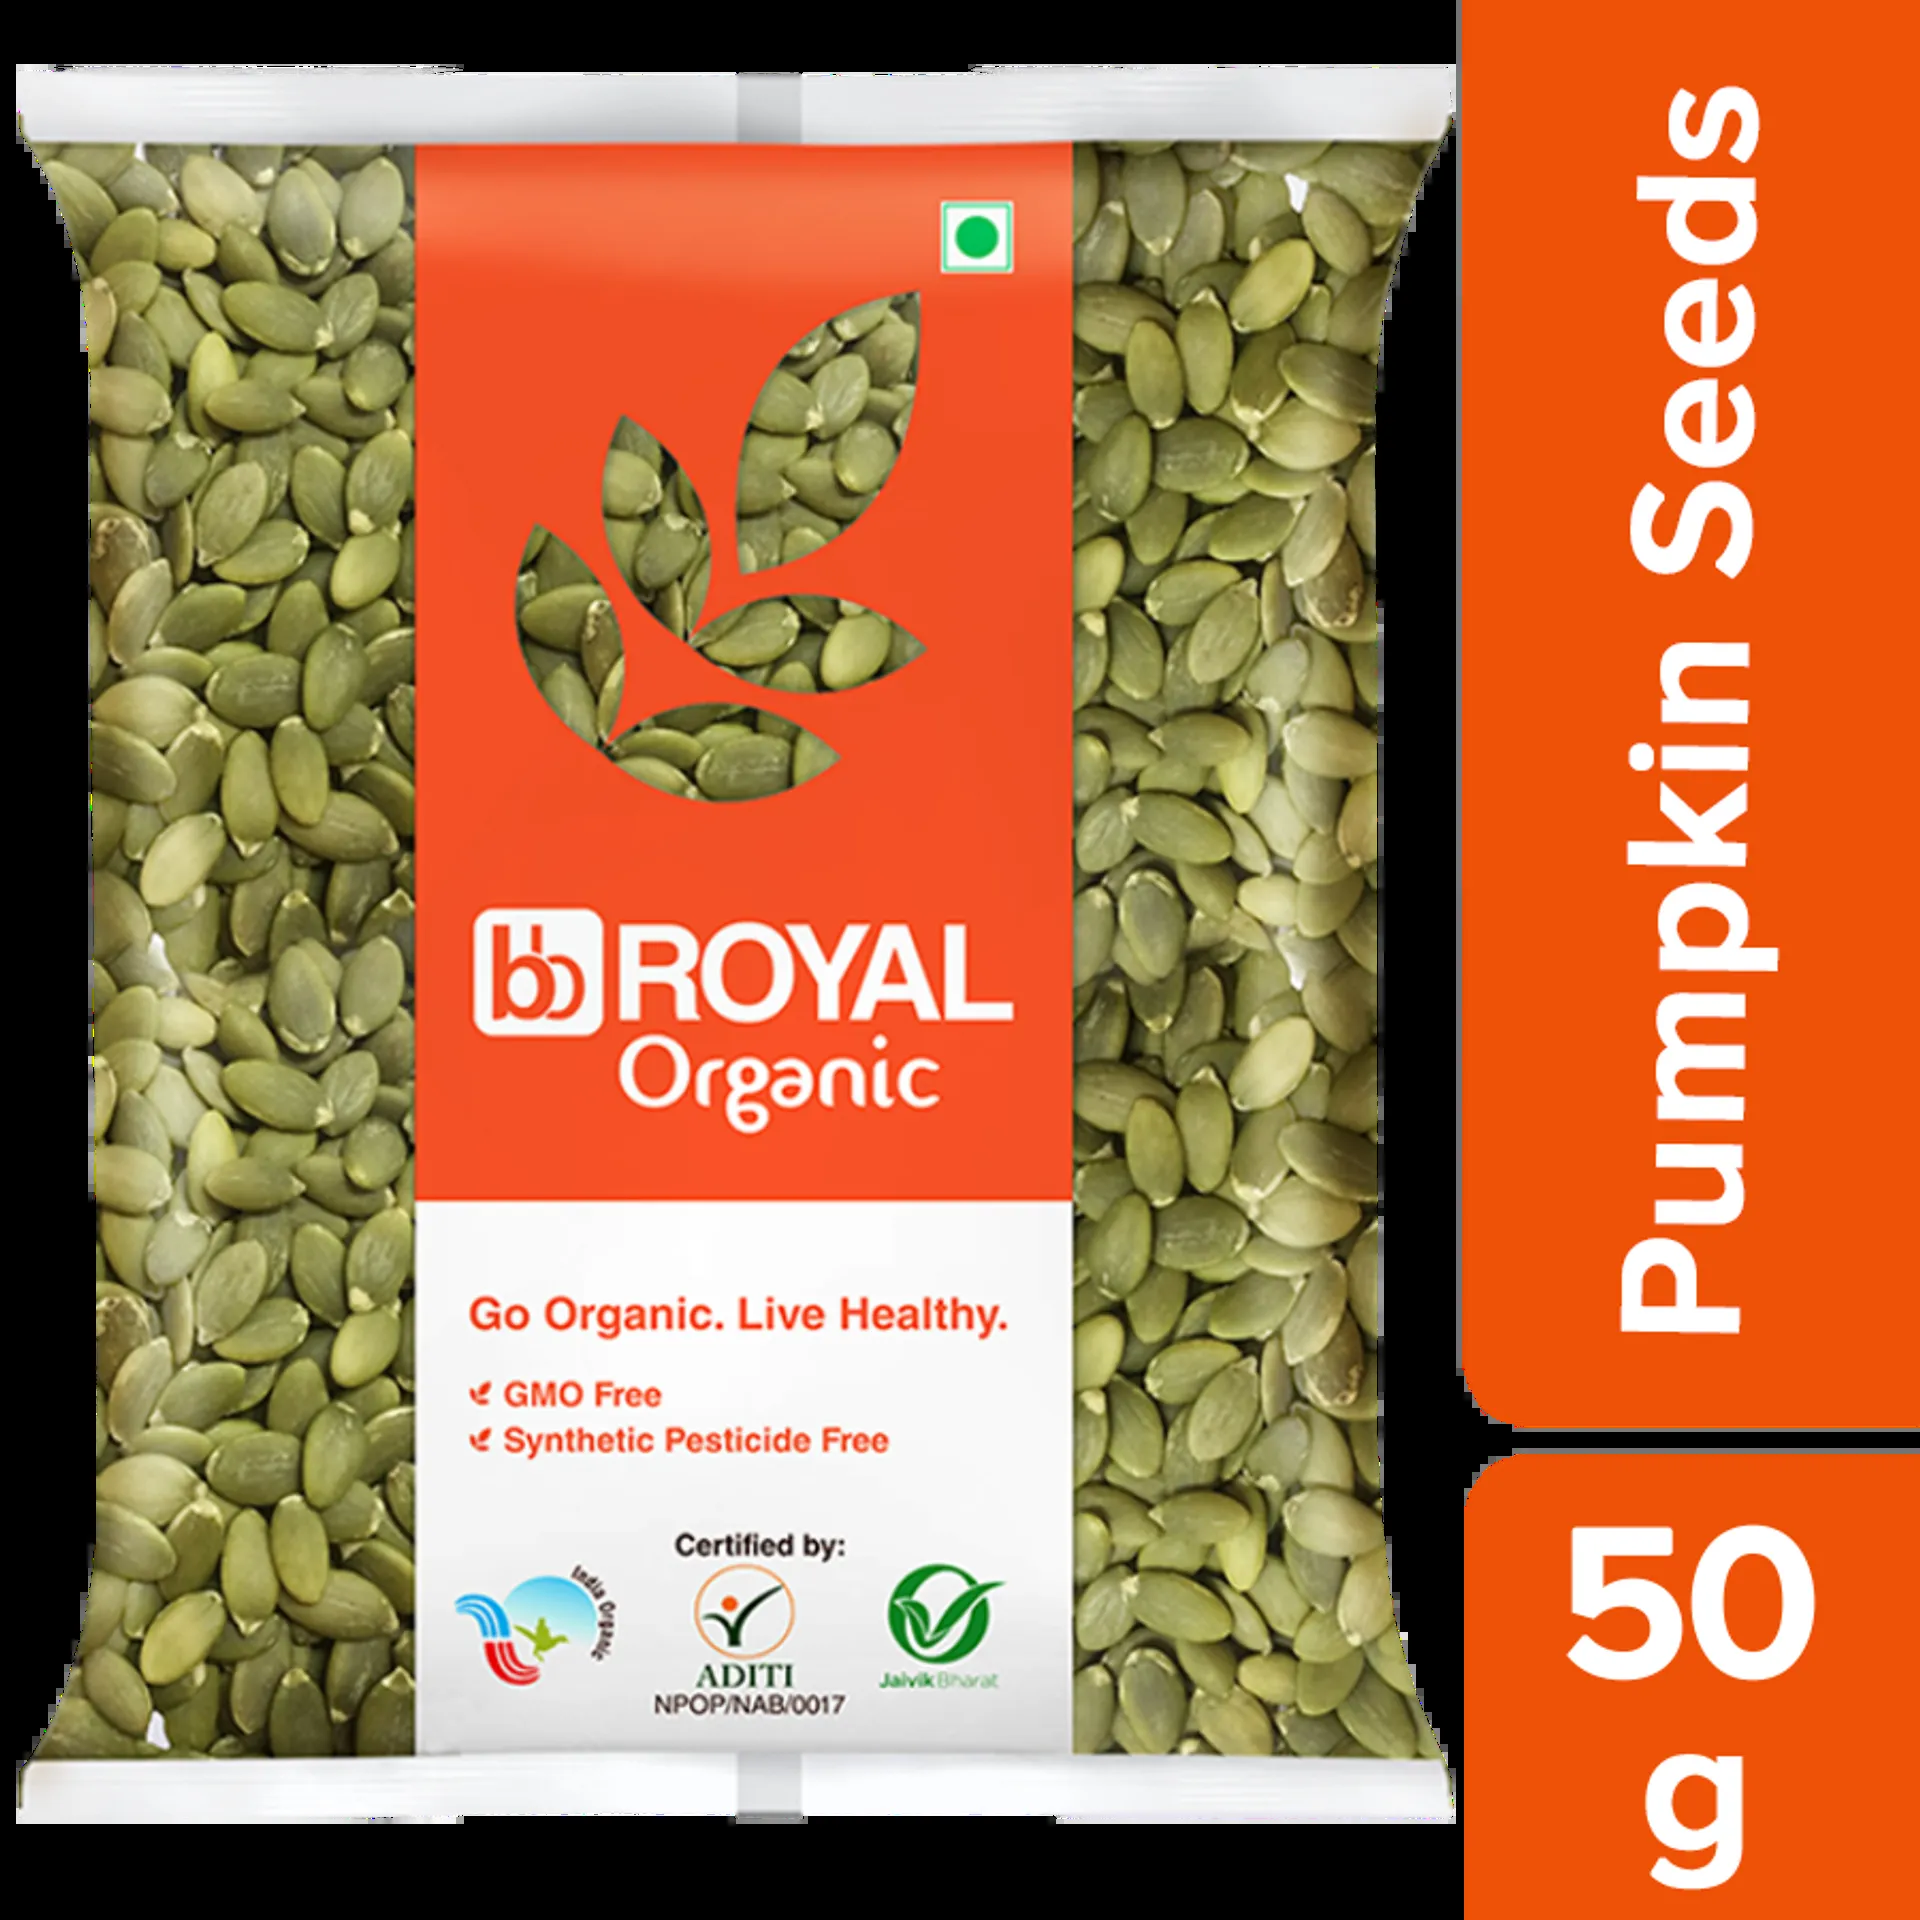 bb ROYAL
Organic
Go Organic. Live Healthy.
GMO Free
Synthetic Pesticide Free
Certified by:
India Organic
ADITI
NPOP/NAB/0017
Jaivik Bharat
Pumpkin Seeds
50
g